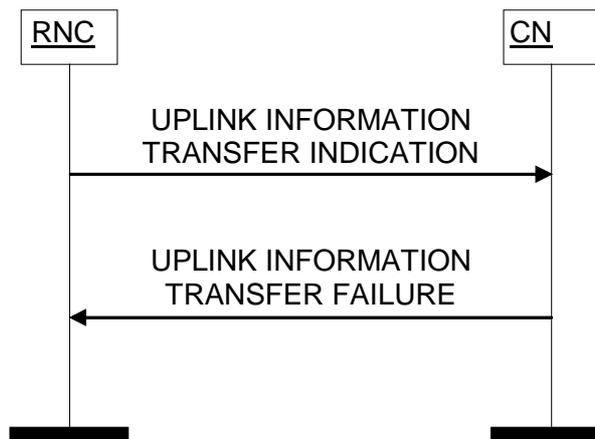 RNC
CN
UPLINK INFORMATION
TRANSFER INDICATION
UPLINK INFORMATION
TRANSFER FAILURE